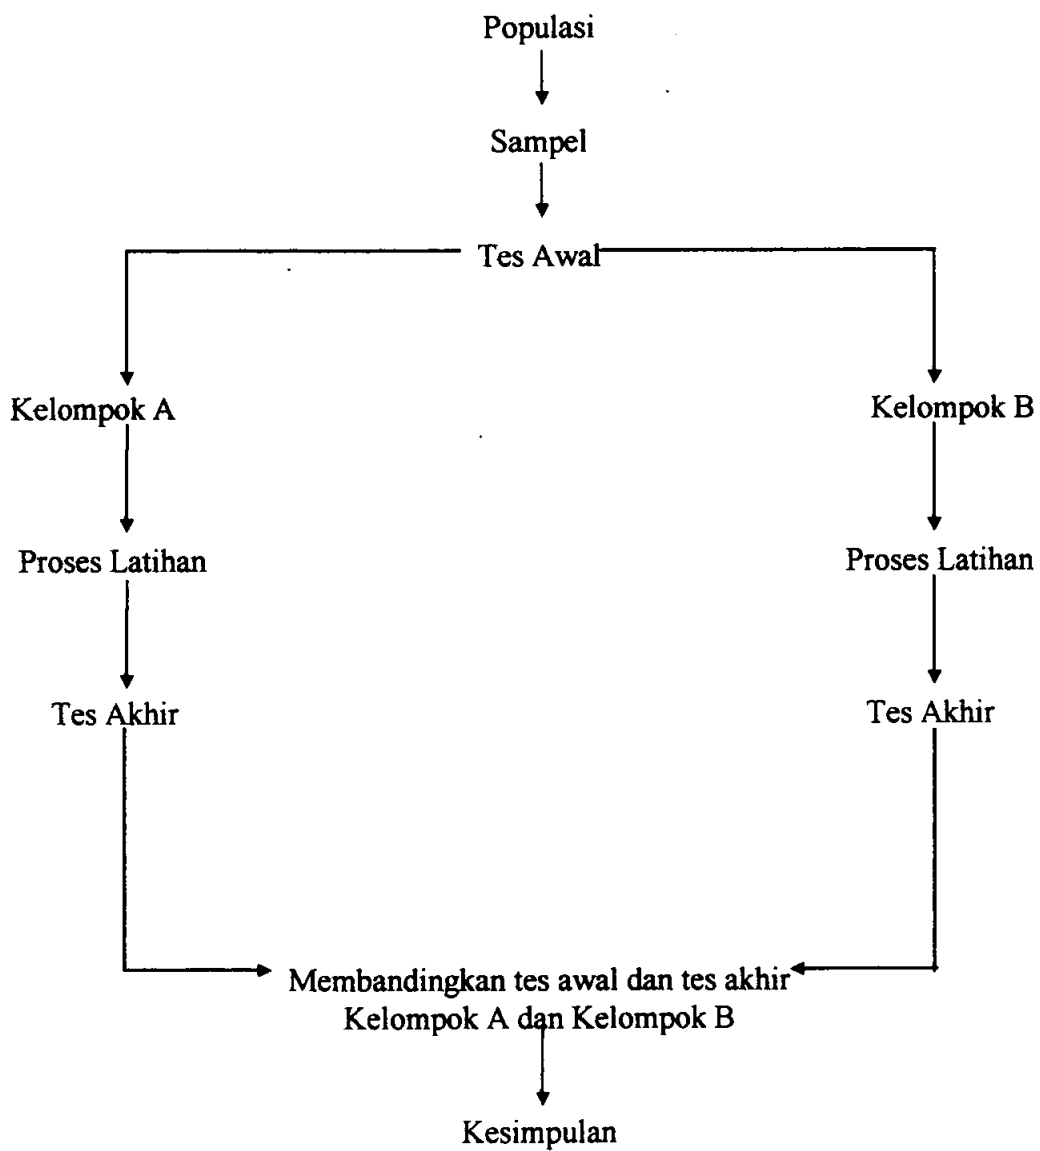 Populasi
Sampel
Tes Awal
Kelompok A
Kelompok B
Proses Latihan
Proses Latihan
Tes Akhir
Tes Akhir
Membandingkan tes awal dan tes akhir
Kelompok A dan Kelompok B
Kesimpulan